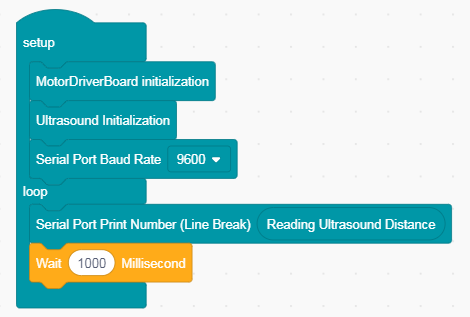 setup
MotorDriverBoard initialization
Ultrasound Initialization
Serial Port Baud Rate 9600
loop
Serial Port Print Number (Line Break) Reading Ultrasound Distance
Wait 1000 Millisecond